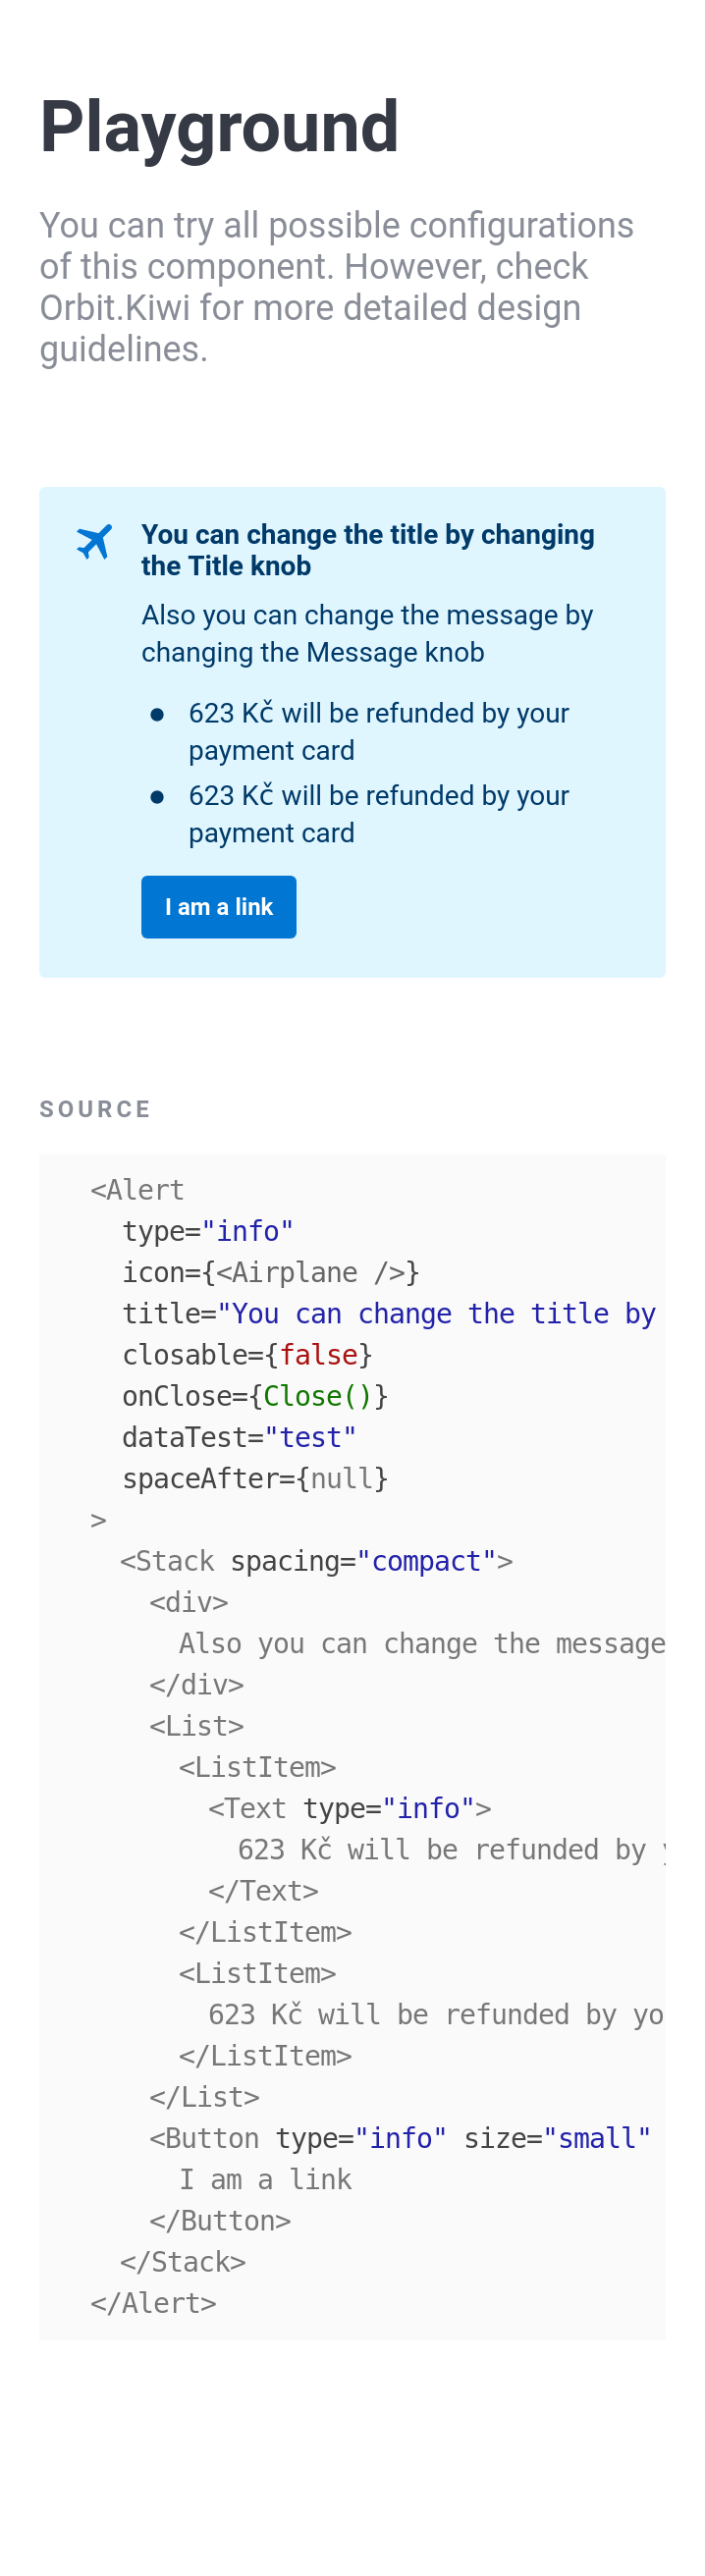 Playground
You can try all possible configurations
of this component. However, check
Orbit.Kiwi for more detailed design
guidelines.
You can change the title by changing
the Title knob
Also you can change the message by
changing the Message knob
623 Kč will be refunded by your
payment card
623 Kč will be refunded by your
payment card
I am a link
SOURCE
<Alert
type="info"
icon={<Airplane />}
title="You can change the title by
closable={false}
onClose={Close()}
dataTest="test"
spaceAfter={null}
>
<Stack spacing="compact">
<div>
Also you can change the message
</div>
<List>
<ListItem>
<Text type="info">
623 Kč will be refunded by
</Text>
</ListItem>
<ListItem>
623 Kč will be refunded by yo
</ListItem>
</List>
<Button type="info" size="small"
I am a link
</Button>
</Stack>
</Alert>